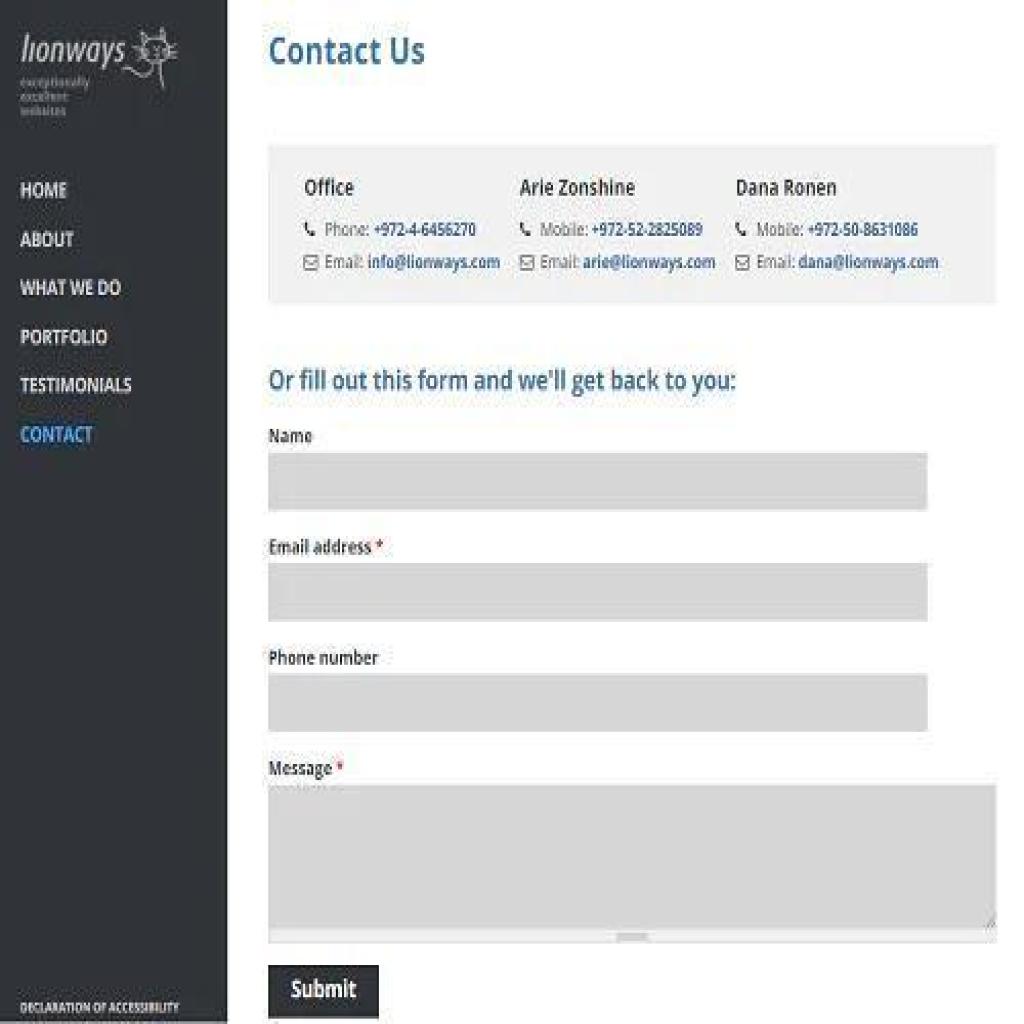 lionways
exceptionally
excellent
websites
HOME
ABOUT
WHAT WE DO
PORTFOLIO
TESTIMONIALS
CONTACT
DECLARATION OF ACCESSIBILITY
Contact Us
Office
Phone: +972-4-6456270
Email: info@lionways.com
Arie Zonshine
Mobile: +972-52-2825089
Email: arie@lionways.com
Dana Ronen
Mobile: +972-50-8631086
Email: dana@lionways.com
Or fill out this form and we'll get back to you:
Name
Email address *
Phone number
Message *
Submit